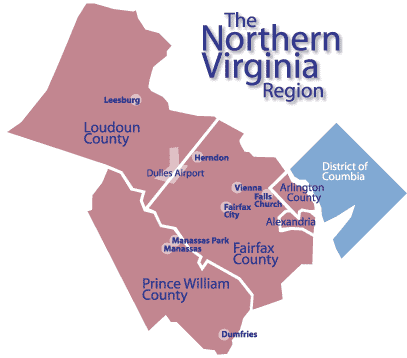 The
Northern
Virginia
Region
Leesburg
Loudoun
County
Herndon
Dulles Airport
District of
Coumbia
Vienna
Falls
Church
Arlington
County
Fairfax
City
Alexandria
Manassas Park
Manassas
Fairfax
County
Prince William
County
Dumfries